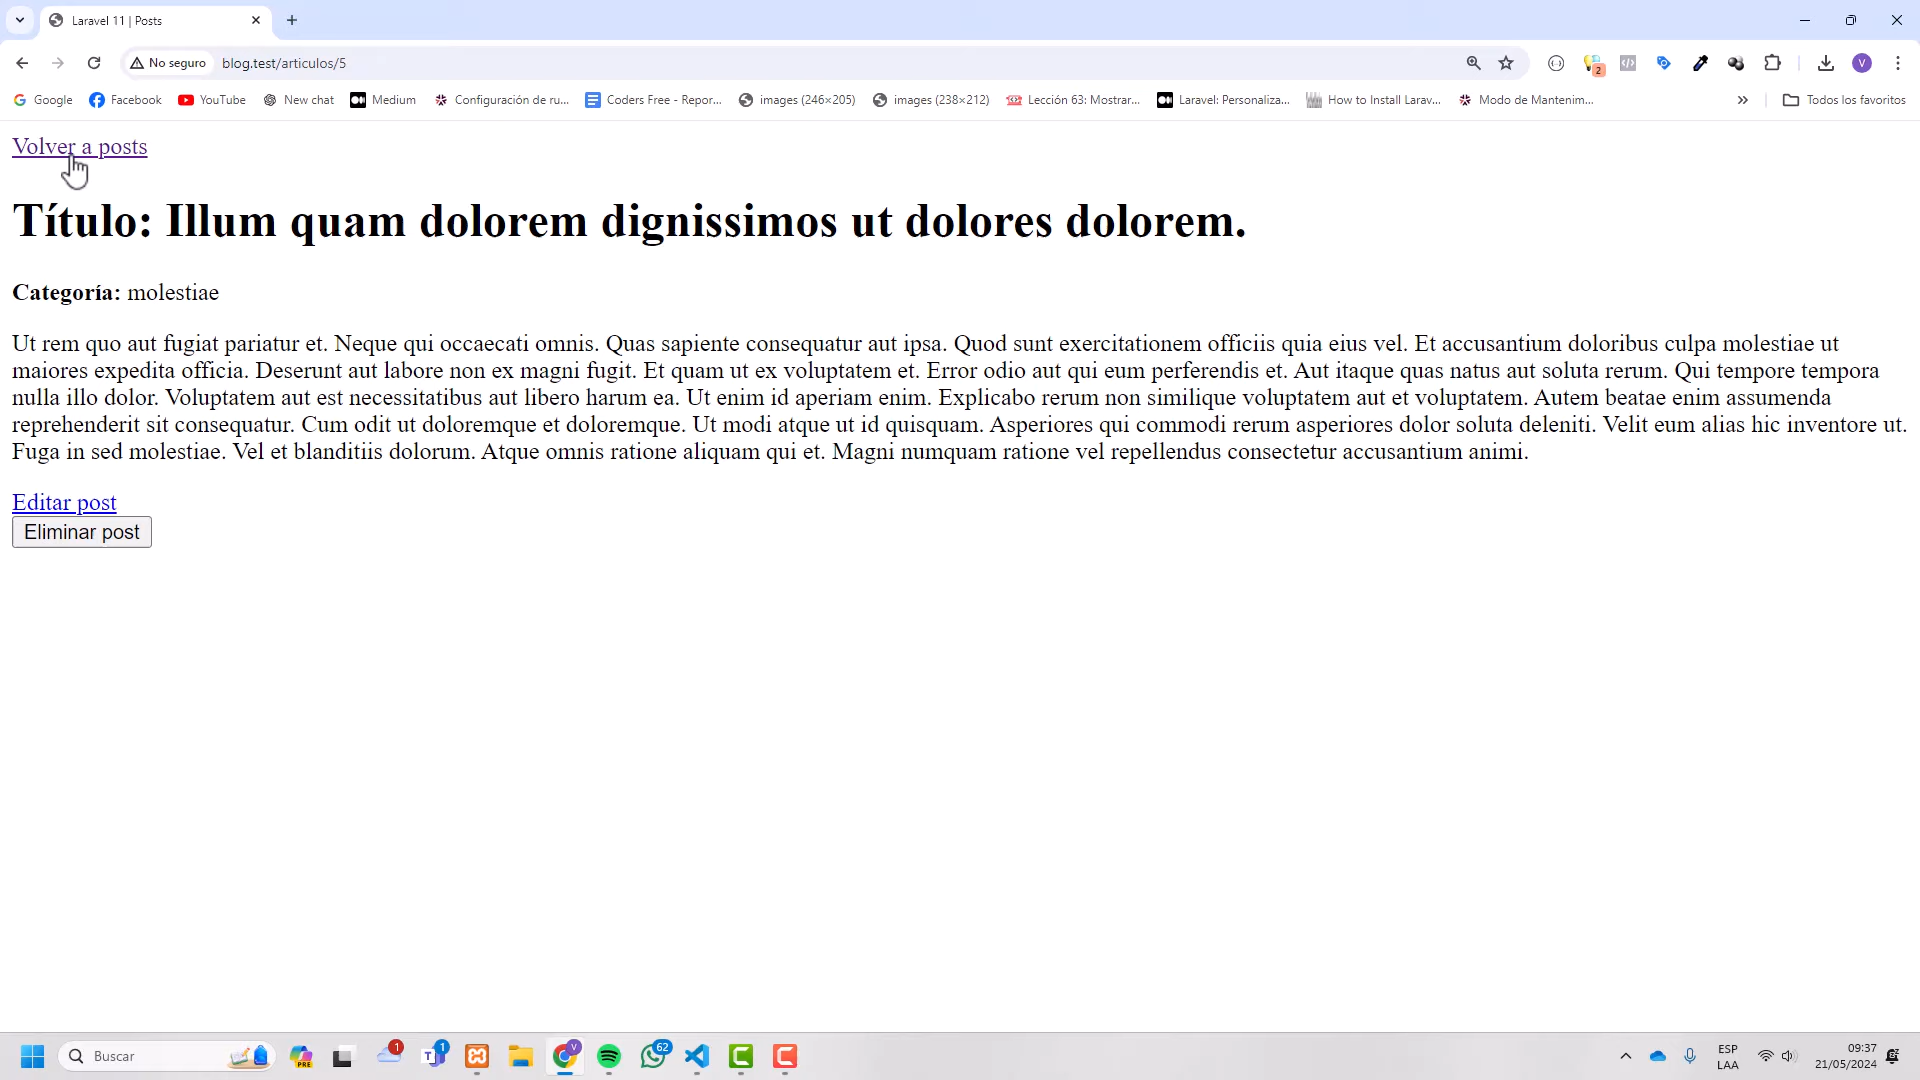 Laravel 11 | Posts
No seguro
blog.test/articulos/5
2
V
Google
Facebook
YouTube
New chat
Medium
Configuración de ru...
Coders Free - Repor...
images (246×205)
images (238×212)
Lección 63: Mostrar...
Laravel: Personaliza...
How to Install Larav...
Modo de Mantenim...
Todos los favoritos
Volver a posts
Título: Illum quam dolorem dignissimos ut dolores dolorem.
Categoría: molestiae
Ut rem quo aut fugiat pariatur et. Neque qui occaecati omnis. Quas sapiente consequatur aut ipsa. Quod sunt exercitationem officiis quia eius vel. Et accusantium doloribus culpa molestiae ut
maiores expedita officia. Deserunt aut labore non ex magni fugit. Et quam ut ex voluptatem et. Error odio aut qui eum perferendis et. Aut itaque quas natus aut soluta rerum. Qui tempore tempora
nulla illo dolor. Voluptatem aut est necessitatibus aut libero harum ea. Ut enim id aperiam enim. Explicabo rerum non similique voluptatem aut et voluptatem. Autem beatae enim assumenda
reprehenderit sit consequatur. Cum odit ut doloremque et doloremque. Ut modi atque ut id quisquam. Asperiores qui commodi rerum asperiores dolor soluta deleniti. Velit eum alias hic inventore ut.
Fuga in sed molestiae. Vel et blanditiis dolorum. Atque omnis ratione aliquam qui et. Magni numquam ratione vel repellendus consectetur accusantium animi.
Editar post
Eliminar post
Buscar
PRE
1
1
V
62
ESP
LAA
09:37
21/05/2024